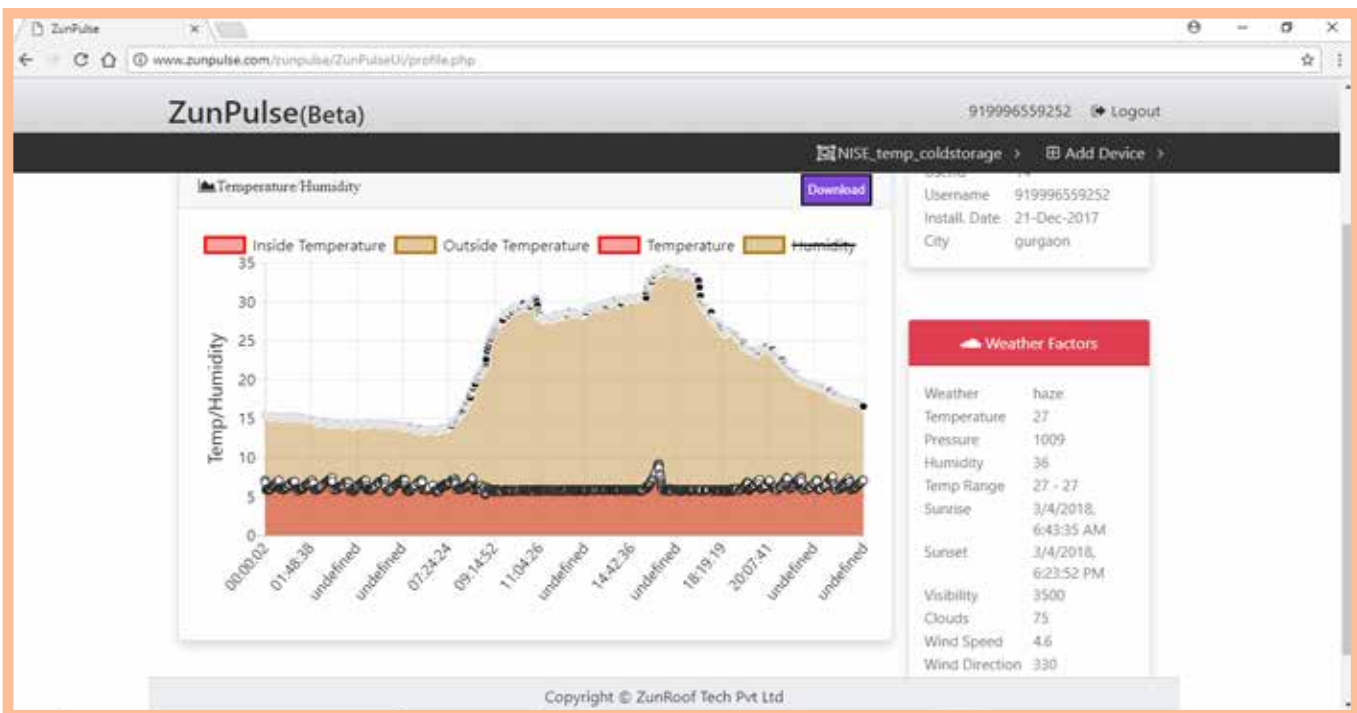 ZunPulse
www.zunpulse.com/zunpulse/ZunPulseUi/profile.php
ZunPulse(Beta)
919996559252 Logout
NISE_temp_coldstorage > Add Device >
Temperature/Humidity
Download
Inside Temperature Outside Temperature Temperature Humidity
Temp/Humidity
35
30
25
20
15
10
5
0
00:00:02 01:48:38 undefined undefined 07:24:24 09:14:52 11:04:26 undefined 14:42:36 undefined 18:19:19 20:07:41 undefined undefined
Username 919996559252
Install. Date 21-Dec-2017
City gurgaon
Weather Factors
Weather haze
Temperature 27
Pressure 1009
Humidity 36
Temp Range 27 - 27
Sunrise 3/4/2018,
6:43:35 AM
Sunset 3/4/2018,
6:23:52 PM
Visibility 3500
Clouds 75
Wind Speed 4.6
Wind Direction 330
Copyright © ZunRoof Tech Pvt Ltd